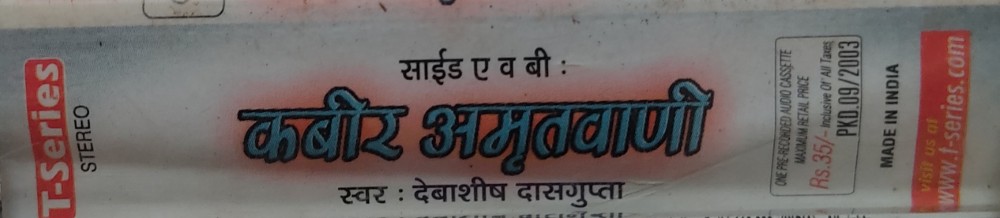 T-Series
STEREO
साईड ए व बी :
कबीर अमृतवाणी
स्वर : देबाशीष दासगुप्ता
ONE PRE-RECORDED AUDIO CASSETTE
MAXIMUM RETAIL PRICE
Rs.35/- Inclusive Of All Taxes
PKD.09/2003
MADE IN INDIA
visit us at
www.t-series.com